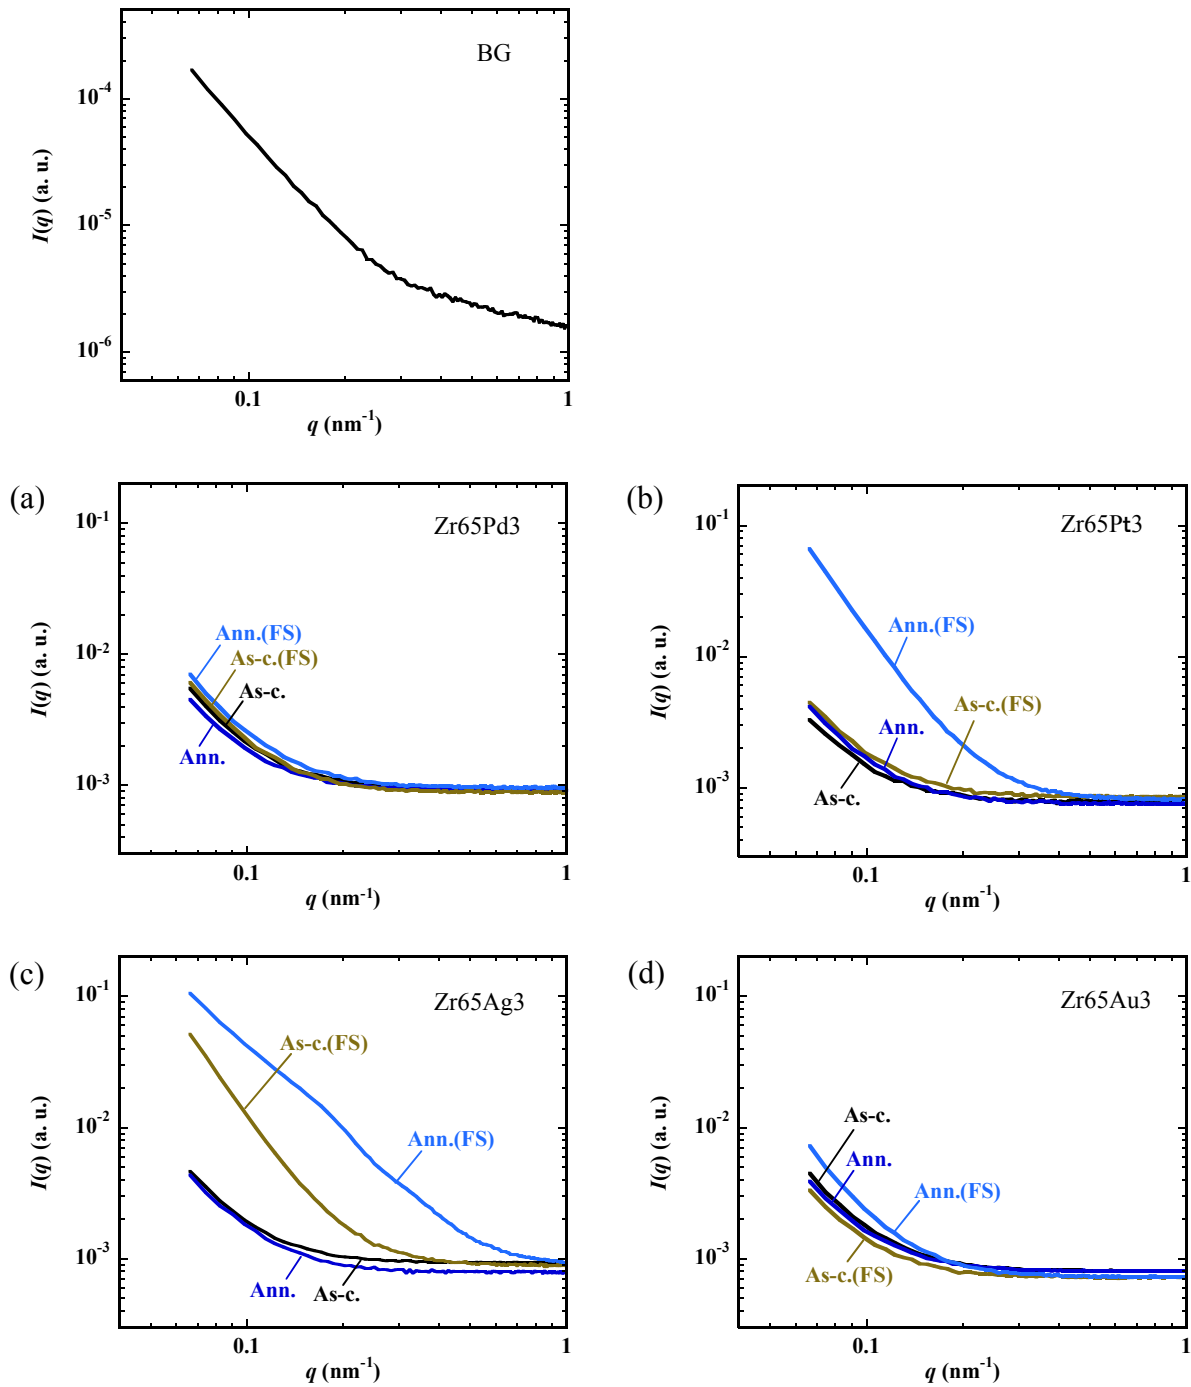 BG
10⁻⁴
10⁻⁵
10⁻⁶
I(q) (a. u.)
0.1
1
q (nm⁻¹)
(a)
Zr65Pd3
10⁻¹
10⁻²
10⁻³
I(q) (a. u.)
Ann.(FS)
As-c.(FS)
As-c.
Ann.
0.1
1
q (nm⁻¹)
(b)
Zr65Pt3
10⁻¹
10⁻²
10⁻³
I(q) (a. u.)
Ann.(FS)
As-c.(FS)
Ann.
As-c.
0.1
1
q (nm⁻¹)
(c)
Zr65Ag3
10⁻¹
10⁻²
10⁻³
I(q) (a. u.)
As-c.(FS)
Ann.(FS)
Ann.
As-c.
0.1
1
q (nm⁻¹)
(d)
Zr65Au3
10⁻¹
10⁻²
10⁻³
I(q) (a. u.)
As-c.
Ann.
Ann.(FS)
As-c.(FS)
0.1
1
q (nm⁻¹)